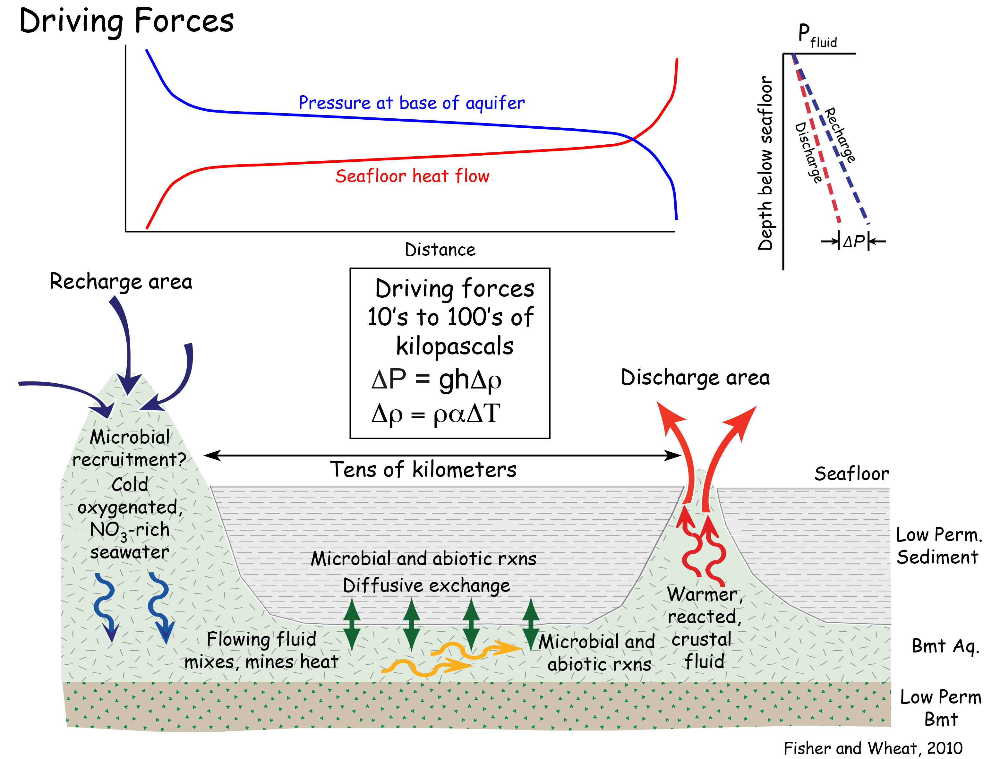 Driving Forces
P fluid
Pressure at base of aquifer
Seafloor heat flow
Distance
Depth below seafloor
Recharge
Discharge
ΔP
Recharge area
Driving forces
10's to 100's of
kilopascals
ΔP = ghΔρ
Δρ = ραΔT
Discharge area
Tens of kilometers
Seafloor
Microbial
recruitment?
Cold
oxygenated,
NO3-rich
seawater
Low Perm.
Sediment
Microbial and abiotic rxns
Diffusive exchange
Warmer,
reacted,
crustal
fluid
Flowing fluid
mixes, mines heat
Microbial and
abiotic rxns
Bmt Aq.
Low Perm
Bmt
Fisher and Wheat, 2010